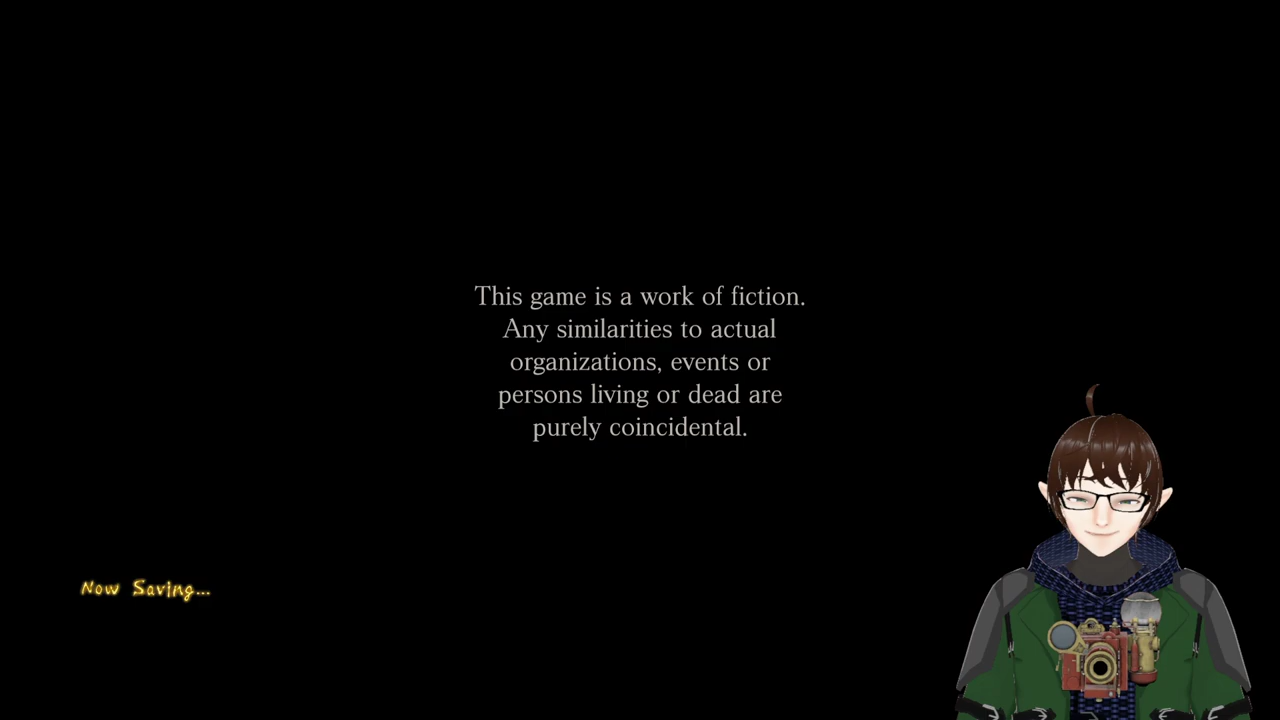 This game is a work of fiction.
Any similarities to actual
organizations, events or
persons living or dead are
purely coincidental.
Now Saving...